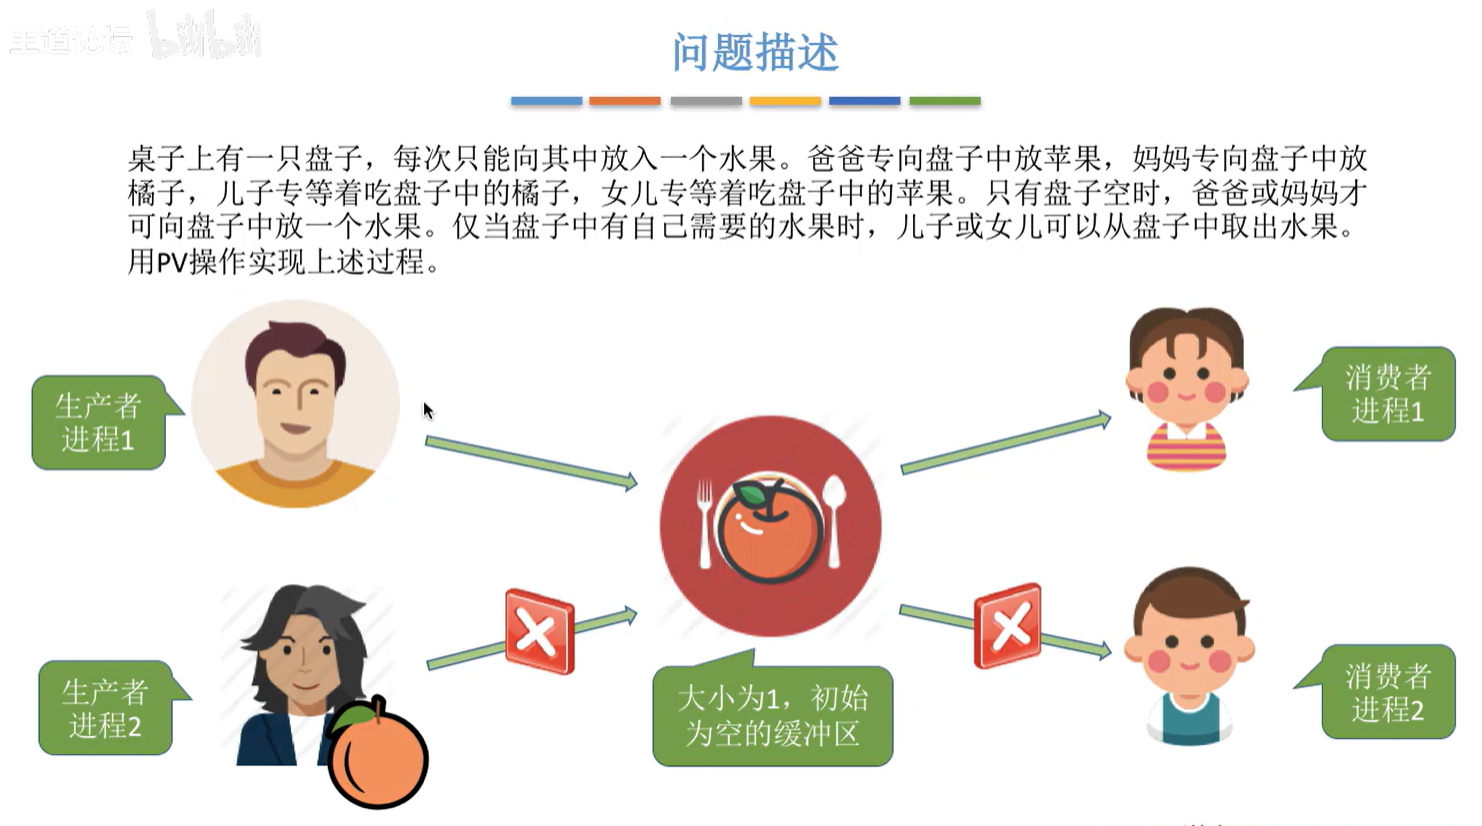 王道论坛 bilibili
问题描述
桌子上有一只盘子，每次只能向其中放入一个水果。爸爸专向盘子中放苹果，妈妈专向盘子中放
橘子，儿子专等着吃盘子中的橘子，女儿专等着吃盘子中的苹果。只有盘子空时，爸爸或妈妈才
可向盘子中放一个水果。仅当盘子中有自己需要的水果时，儿子或女儿可以从盘子中取出水果。
用PV操作实现上述过程。
生产者
进程1
消费者
进程1
生产者
进程2
大小为1，初始
为空的缓冲区
消费者
进程2